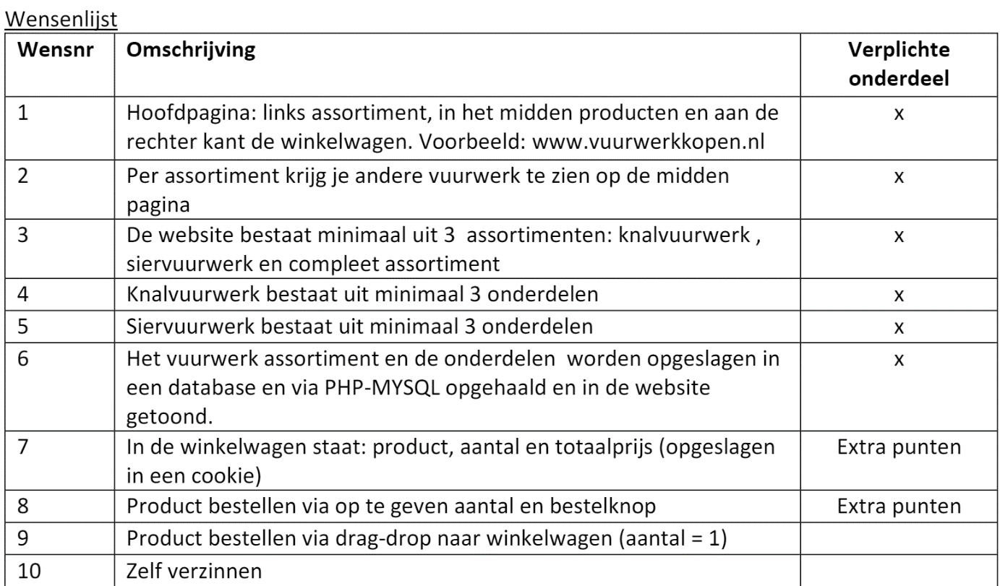 Wensenlijst
Wensnr Omschrijving Verplichte
onderdeel
1 Hoofdpagina: links assortiment, in het midden producten en aan de x
rechter kant de winkelwagen. Voorbeeld: www.vuurwerkkopen.nl
2 Per assortiment krijg je andere vuurwerk te zien op de midden x
pagina
3 De website bestaat minimaal uit 3 assortimenten: knalvuurwerk , x
siervuurwerk en compleet assortiment
4 Knalvuurwerk bestaat uit minimaal 3 onderdelen x
5 Siervuurwerk bestaat uit minimaal 3 onderdelen x
6 Het vuurwerk assortiment en de onderdelen worden opgeslagen in x
een database en via PHP-MYSQL opgehaald en in de website
getoond.
7 In de winkelwagen staat: product, aantal en totaalprijs (opgeslagen Extra punten
in een cookie)
8 Product bestellen via op te geven aantal en bestelknop Extra punten
9 Product bestellen via drag-drop naar winkelwagen (aantal = 1)
10 Zelf verzinnen